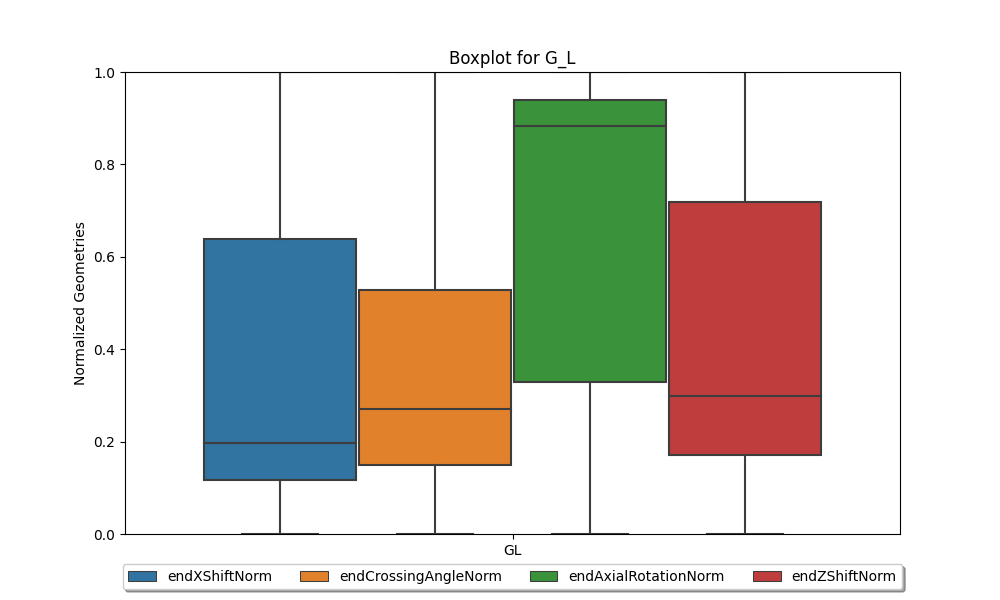 Boxplot for G_L
1.0
0.8
0.6
0.4
0.2
0.0
Normalized Geometries
GL
endXShiftNorm endCrossingAngleNorm endAxialRotationNorm endZShiftNorm